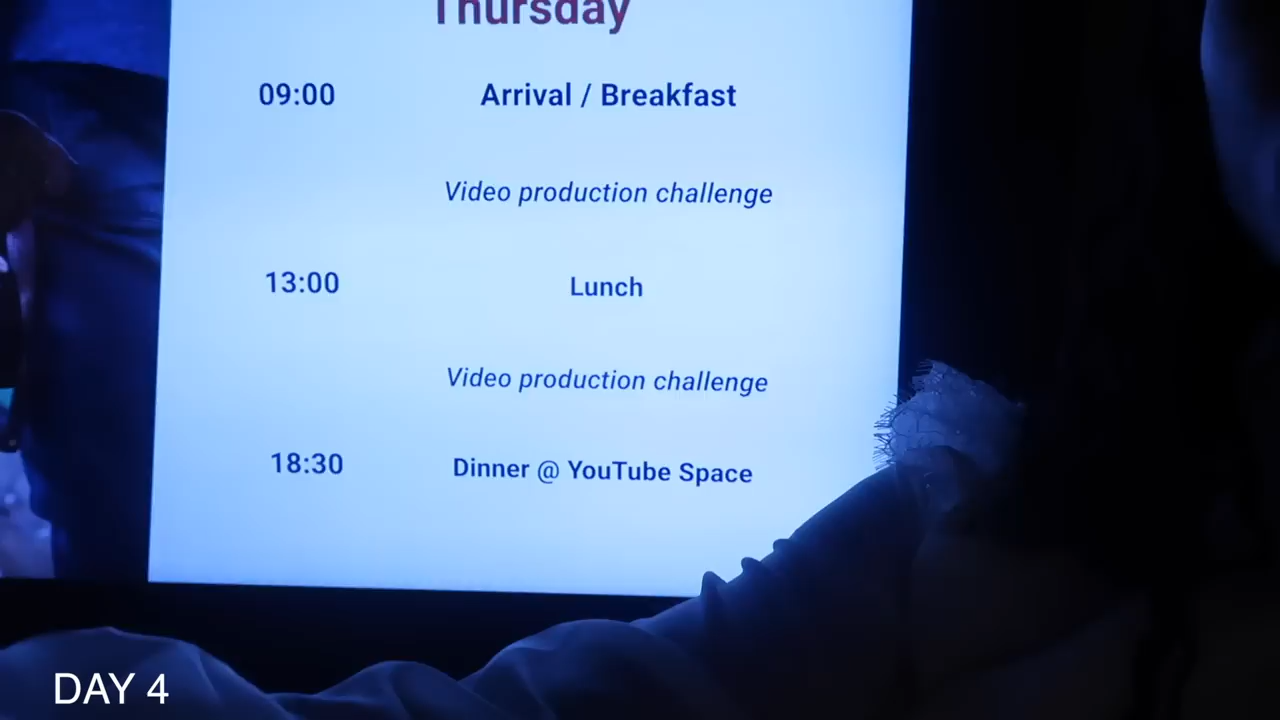 Thursday
09:00 Arrival / Breakfast
Video production challenge
13:00 Lunch
Video production challenge
18:30 Dinner @ YouTube Space
DAY 4